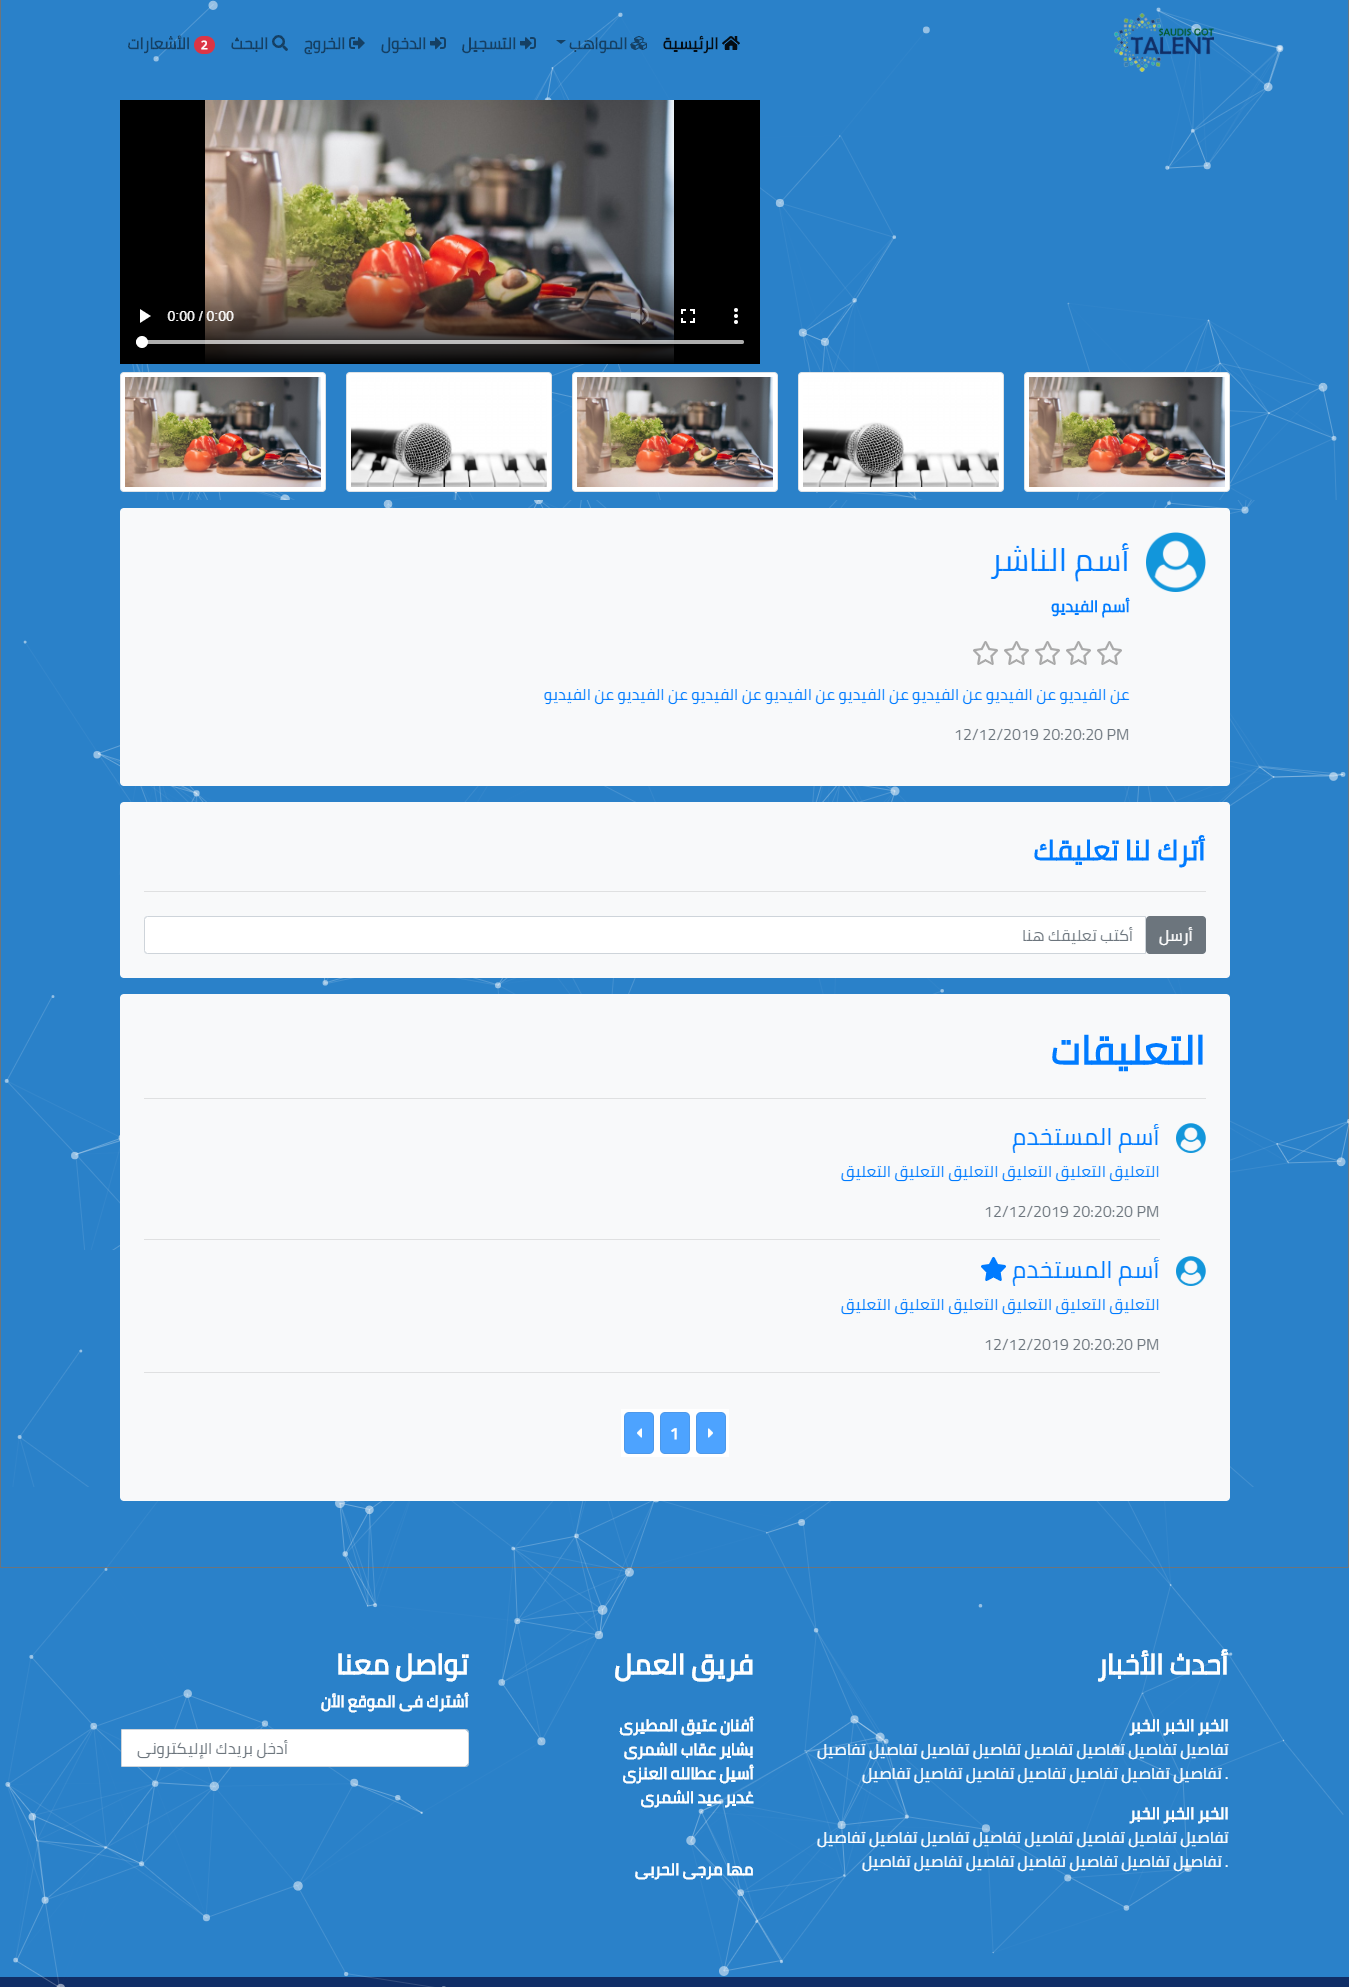 SAUDIS GOT
TALENT
الرئيسية
المواهب
التسجيل
الدخول
الخروج
البحث
الأشعارات 2
0:00 / 0:00
أسم الناشر
أسم الفيديو
عن الفيديو عن الفيديو عن الفيديو عن الفيديو عن الفيديو عن الفيديو عن الفيديو عن الفيديو
12/12/2019 20:20:20 PM
أترك لنا تعليقك
أرسل
أكتب تعليقك هنا
التعليقات
أسم المستخدم
التعليق التعليق التعليق التعليق التعليق التعليق
12/12/2019 20:20:20 PM
أسم المستخدم
التعليق التعليق التعليق التعليق التعليق التعليق
12/12/2019 20:20:20 PM
1
أحدث الأخبار
الخبر الخبر الخبر
تفاصيل تفاصيل تفاصيل تفاصيل تفاصيل تفاصيل تفاصيل تفاصيل
تفاصيل تفاصيل تفاصيل تفاصيل تفاصيل تفاصيل تفاصيل .
الخبر الخبر الخبر
تفاصيل تفاصيل تفاصيل تفاصيل تفاصيل تفاصيل تفاصيل تفاصيل
تفاصيل تفاصيل تفاصيل تفاصيل تفاصيل تفاصيل تفاصيل .
فريق العمل
أفنان عتيق المطيرى
بشاير عقاب الشمرى
أسيل عطالله العنزى
غدير عيد الشمرى
مها مرجى الحربى
تواصل معنا
أشترك فى الموقع الأن
أدخل بريدك الإليكترونى